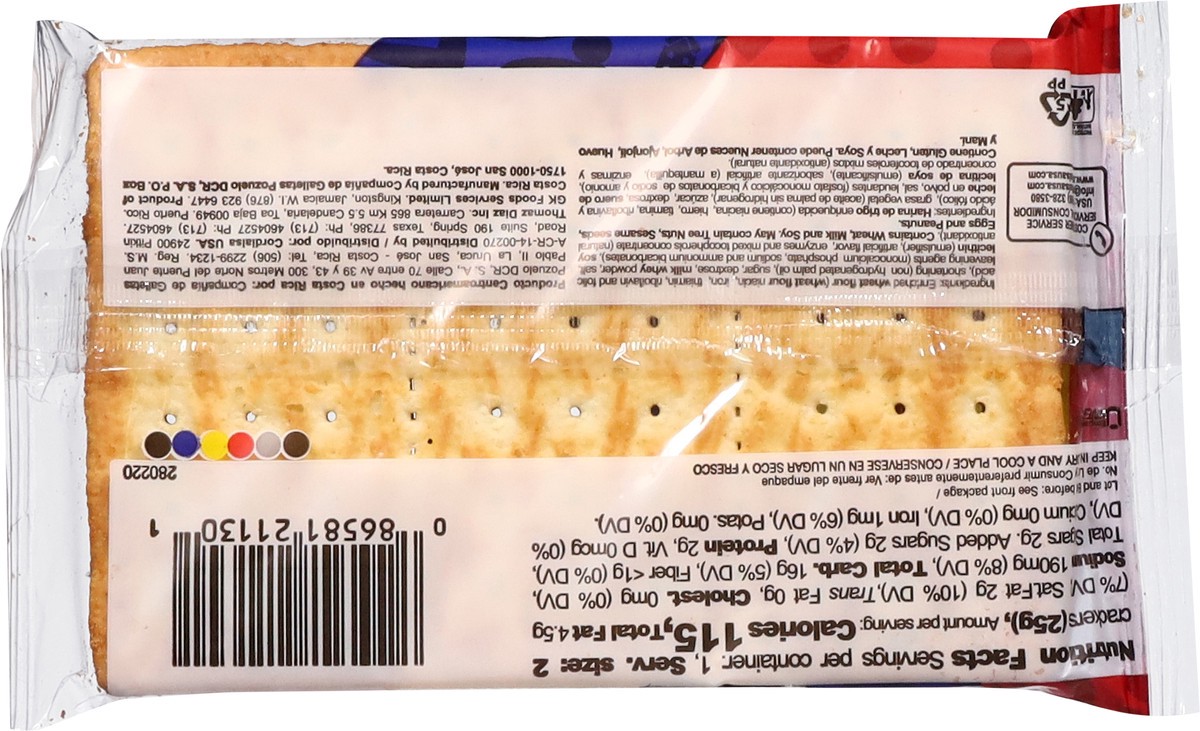 Nutrition Facts Servings per container: 1, Serv. size: 2
crackers (25g), Amount per serving: Calories 115, Total Fat 4.5g
(7% DV), Sat Fat 2g (10% DV), Trans Fat 0g, Cholest. 0mg (0% DV),
Sodium 190mg (8% DV), Total Carb. 16g (5% DV), Fiber <1g (0% DV),
Total Sugars 2g. Added Sugars 2g (4% DV), Protein 2g, Vit. D 0mcg (0%
DV), Calcium 0mg (0% DV), Iron 1mg (6% DV), Potas. 0mg (0% DV).
Lot and before: See front package /
No. de Consumir preferentemente antes de: Ver frente del empaque
KEEP IN DRY AND A COOL PLACE / CONSERVESE EN UN LUGAR SECO Y FRESCO
0 86581 21130 1
280220
Ingredients: Enriched wheat flour (wheat flour niacin, iron, thiamin, riboflavin and folic
acid), shortening (non hydrogenated palm oil), sugar, dextrose, milk whey powder, salt,
leavening agents (monocalcium phosphate, sodium and ammonium bicarbonates), soy
lecithin (emulsifier), artificial flavor, enzymes and mixed tocopherols concentrate (natural
antioxidant). Contains Wheat, Milk and Soy. May contain Tree Nuts, Sesame seeds,
Eggs and Peanuts.
Ingredientes: Harina de trigo enriquecida (contiene niacina, hierro, tiamina, riboflavina y
ácido fólico), grasa vegetal (aceite de palma sin hidrogenar), azúcar, dextrosa, suero de
leche en polvo, sal, leudantes (fosfato monocálcico y bicarbonatos de sodio y amonio),
lecitina de soya (emulsificante), saborizante artificial (a mantequilla), enzimas y
concentrado de tocoferoles mixtos (antioxidante natural).
Contiene Gluten, Leche y Soya. Puede contener Nueces de Arbol, Ajonjolí, Huevo
y Maní.
Producto Centroamericano hecho en Costa Rica por: Compañía de Galletas
Pozuelo DCR, S.A., Calle 70 entre Av 39 y 43, 300 Metros Norte del Puente Juan
Pablo II, La Uruca, San José - Costa Rica, Tel: (506) 2299-1234. Reg. M.S.
A-CR-14-00270 Distributed by / Distribuido por: Cordialsa USA 24900 Pitkin
Road, Suite 190 Spring, Texas 77386, Ph: (713) 4604527 Ph: (713) 4604527
Thomaz Diaz Inc. Carretera 865 Km 5.5 Candelaria, Toa Baja 00949. Puerto Rico.
GK Foods Services Limited. Kingston, Jamaica W.I. (876) 923 6447. Product of
Costa Rica. Manufactured by Compañía de Galletas Pozuelo DCR, S.A. P.O. Box
1750-1000 San José, Costa Rica.
SERVICE
CONSUMIDOR
USA
328-3580
info@
usa.com
www.
sausa.com
5
PP